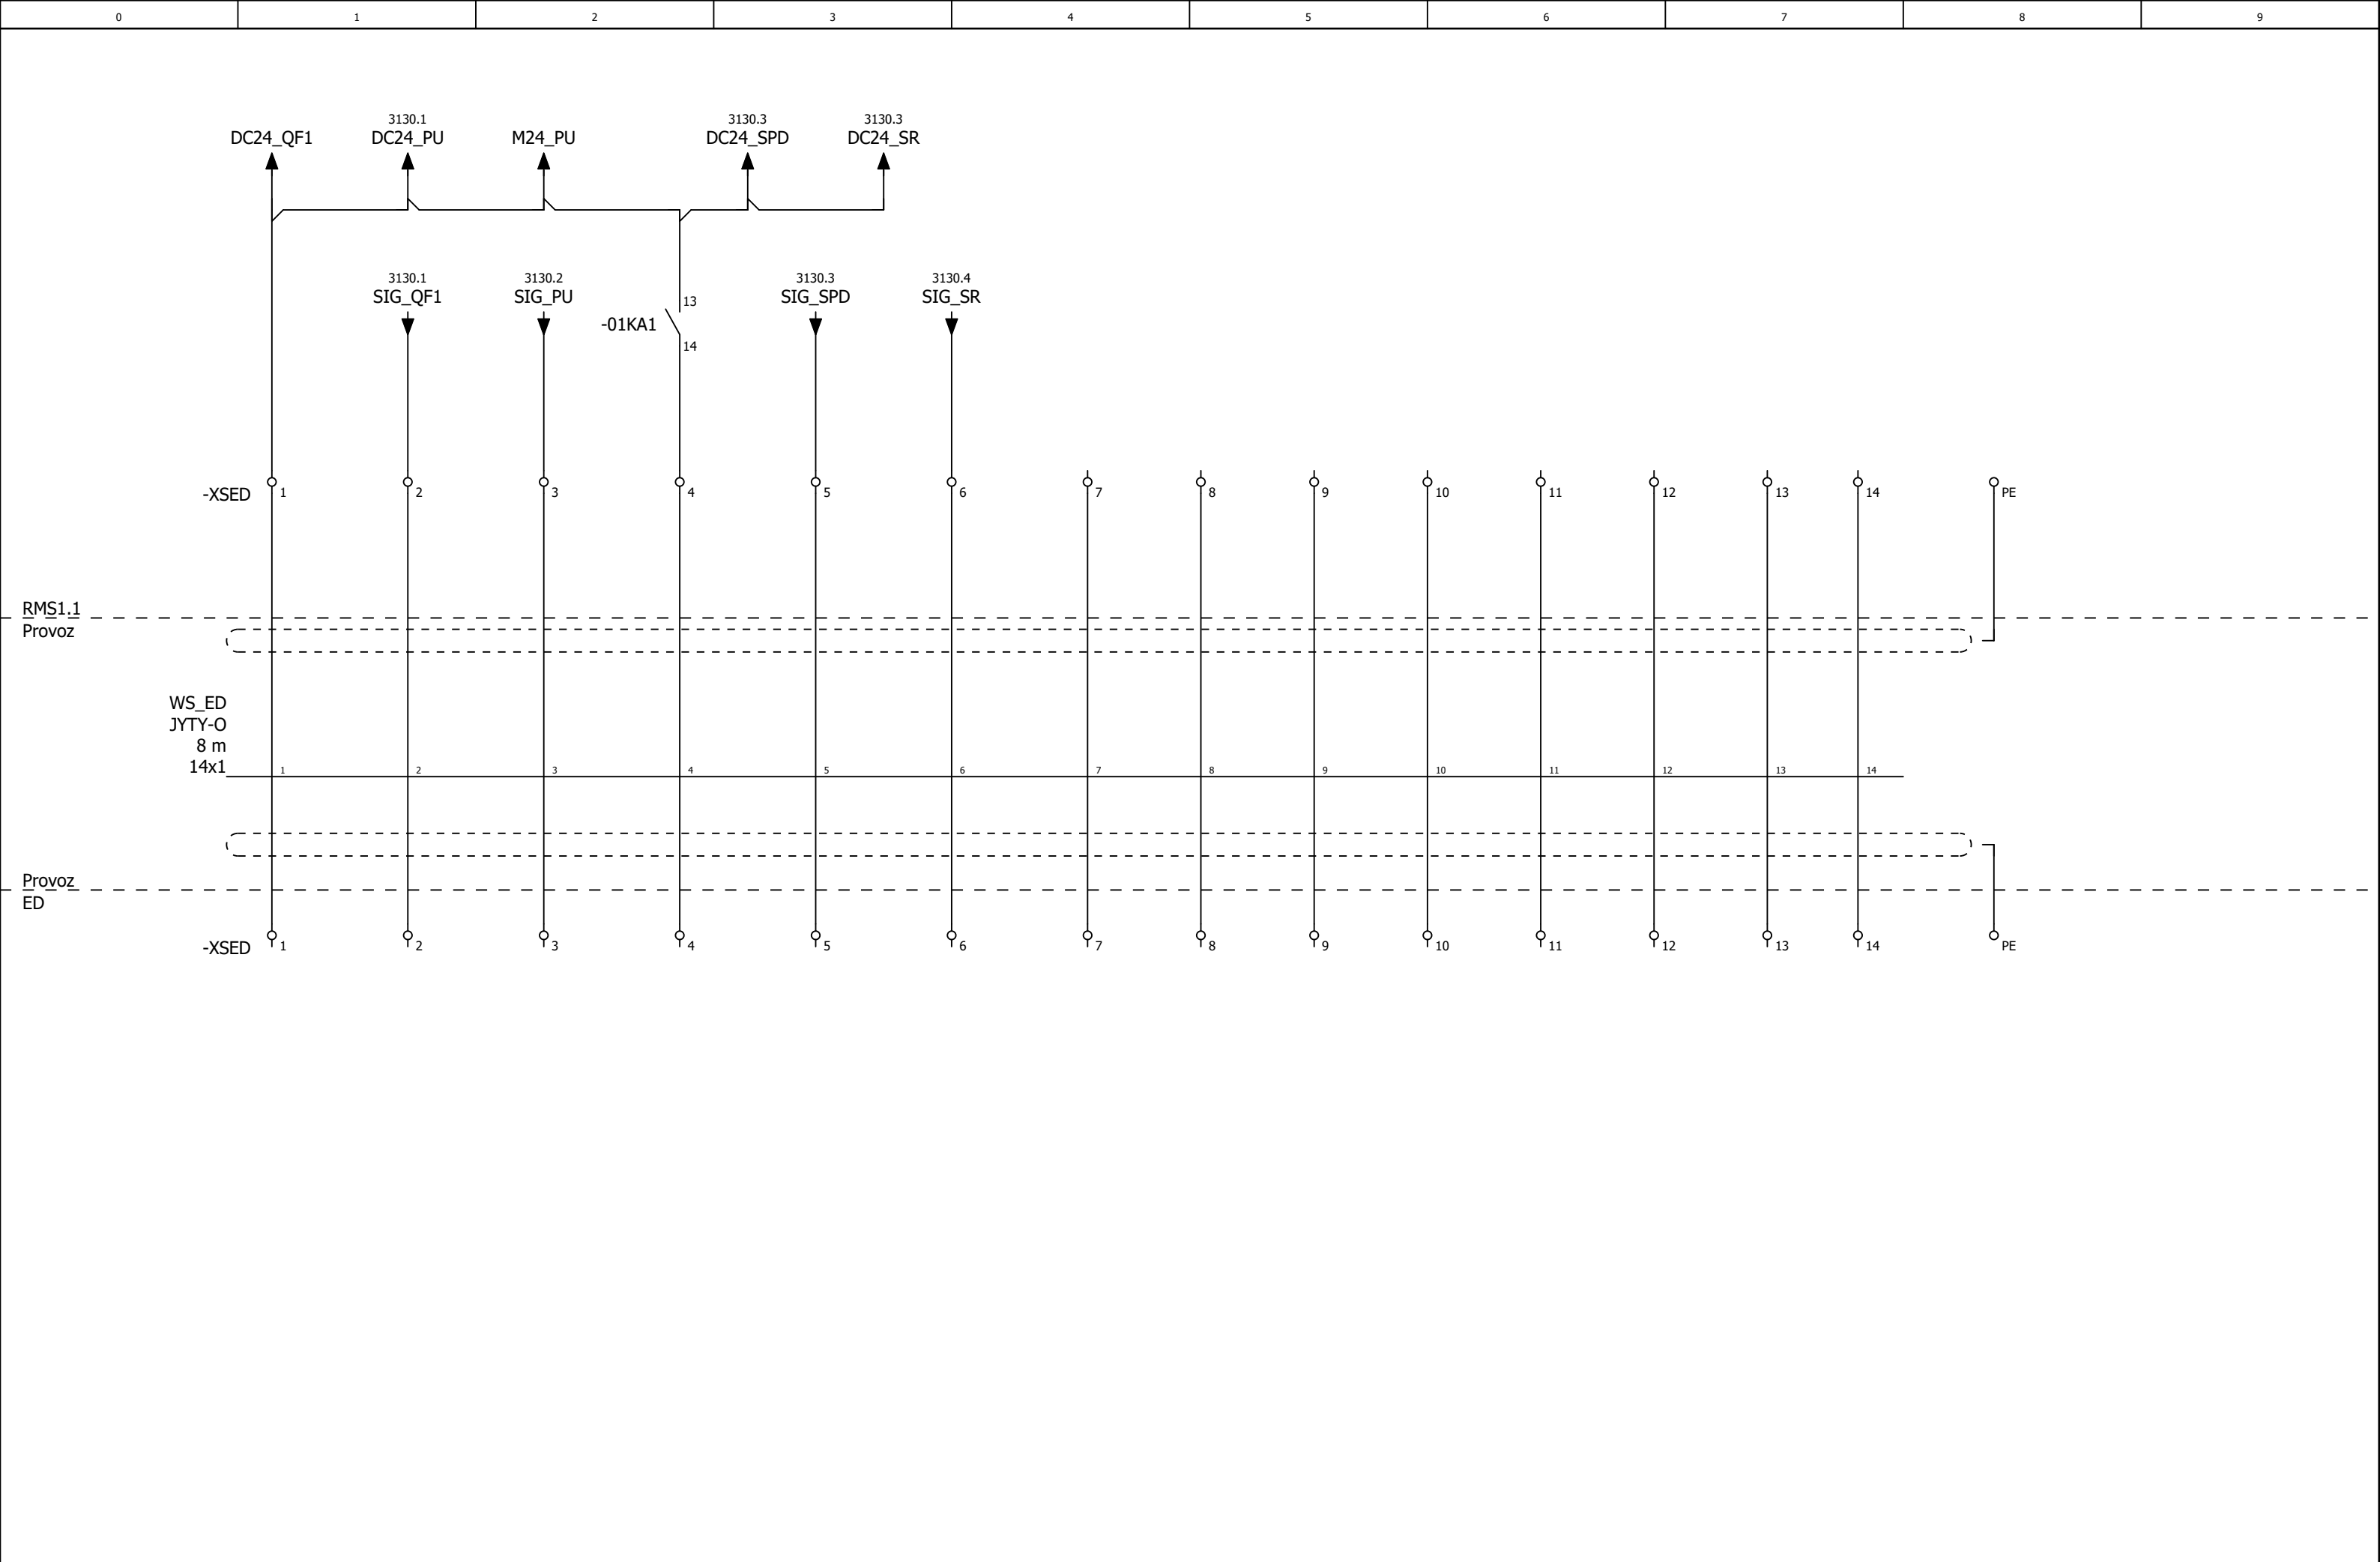 0 1 2 3 4 5 6 7 8 9
3130.1 3130.3 3130.3
DC24_QF1 DC24_PU M24_PU DC24_SPD DC24_SR
3130.1 3130.2 3130.3 3130.4
SIG_QF1 SIG_PU SIG_SPD SIG_SR
13
-01KA1
14
-XSED 1 2 3 4 5 6 7 8 9 10 11 12 13 14 PE
RMS1.1
Provoz
WS_ED
JYTY-O
8 m
14x1 1 2 3 4 5 6 7 8 9 10 11 12 13 14
Provoz
ED
-XSED 1 2 3 4 5 6 7 8 9 10 11 12 13 14 PE